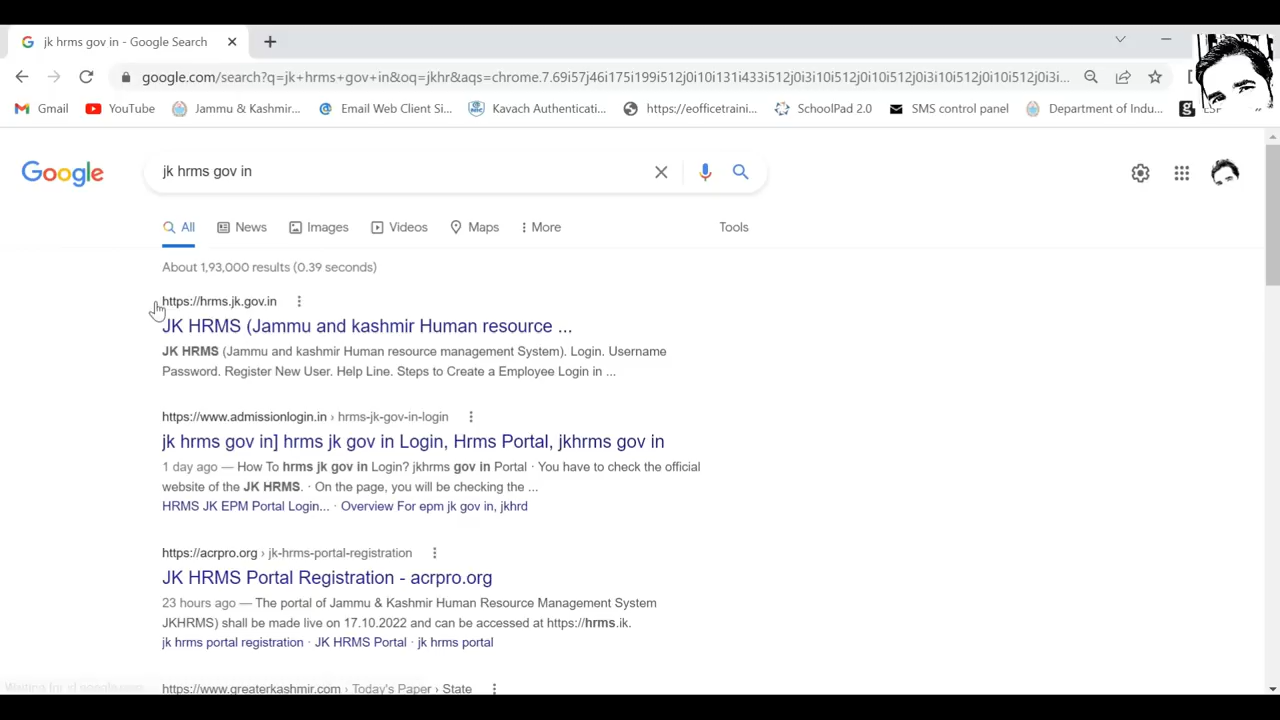 jk hrms gov in - Google Search
google.com/search?q=jk+hrms+gov+in&oq=jkhr&aqs=chrome.7.69i57j46i175i199i512j0i10i131i433i512j0i3i10i512j0i10i512j0i3i10i512j0i10i512j0i3i...
Gmail YouTube Jammu & Kashmir... Email Web Client Si... Kavach Authenticati... https://eofficetraini... SchoolPad 2.0 SMS control panel Department of Indu...
Google
jk hrms gov in
All News Images Videos Maps More Tools
About 1,93,000 results (0.39 seconds)
https://hrms.jk.gov.in
JK HRMS (Jammu and kashmir Human resource ...
JK HRMS (Jammu and kashmir Human resource management System). Login. Username
Password. Register New User. Help Line. Steps to Create a Employee Login in ...
https://www.admissionlogin.in › hrms-jk-gov-in-login
jk hrms gov in] hrms jk gov in Login, Hrms Portal, jkhrms gov in
1 day ago — How To hrms jk gov in Login? jkhrms gov in Portal · You have to check the official
website of the JK HRMS. · On the page, you will be checking the ...
HRMS JK EPM Portal Login... · Overview For epm jk gov in, jkhrd
https://acrpro.org › jk-hrms-portal-registration
JK HRMS Portal Registration - acrpro.org
23 hours ago — The portal of Jammu & Kashmir Human Resource Management System
JKHRMS) shall be made live on 17.10.2022 and can be accessed at https://hrms.ik.
jk hrms portal registration · JK HRMS Portal · jk hrms portal
https://www.greaterkashmir.com › Today's Paper › State